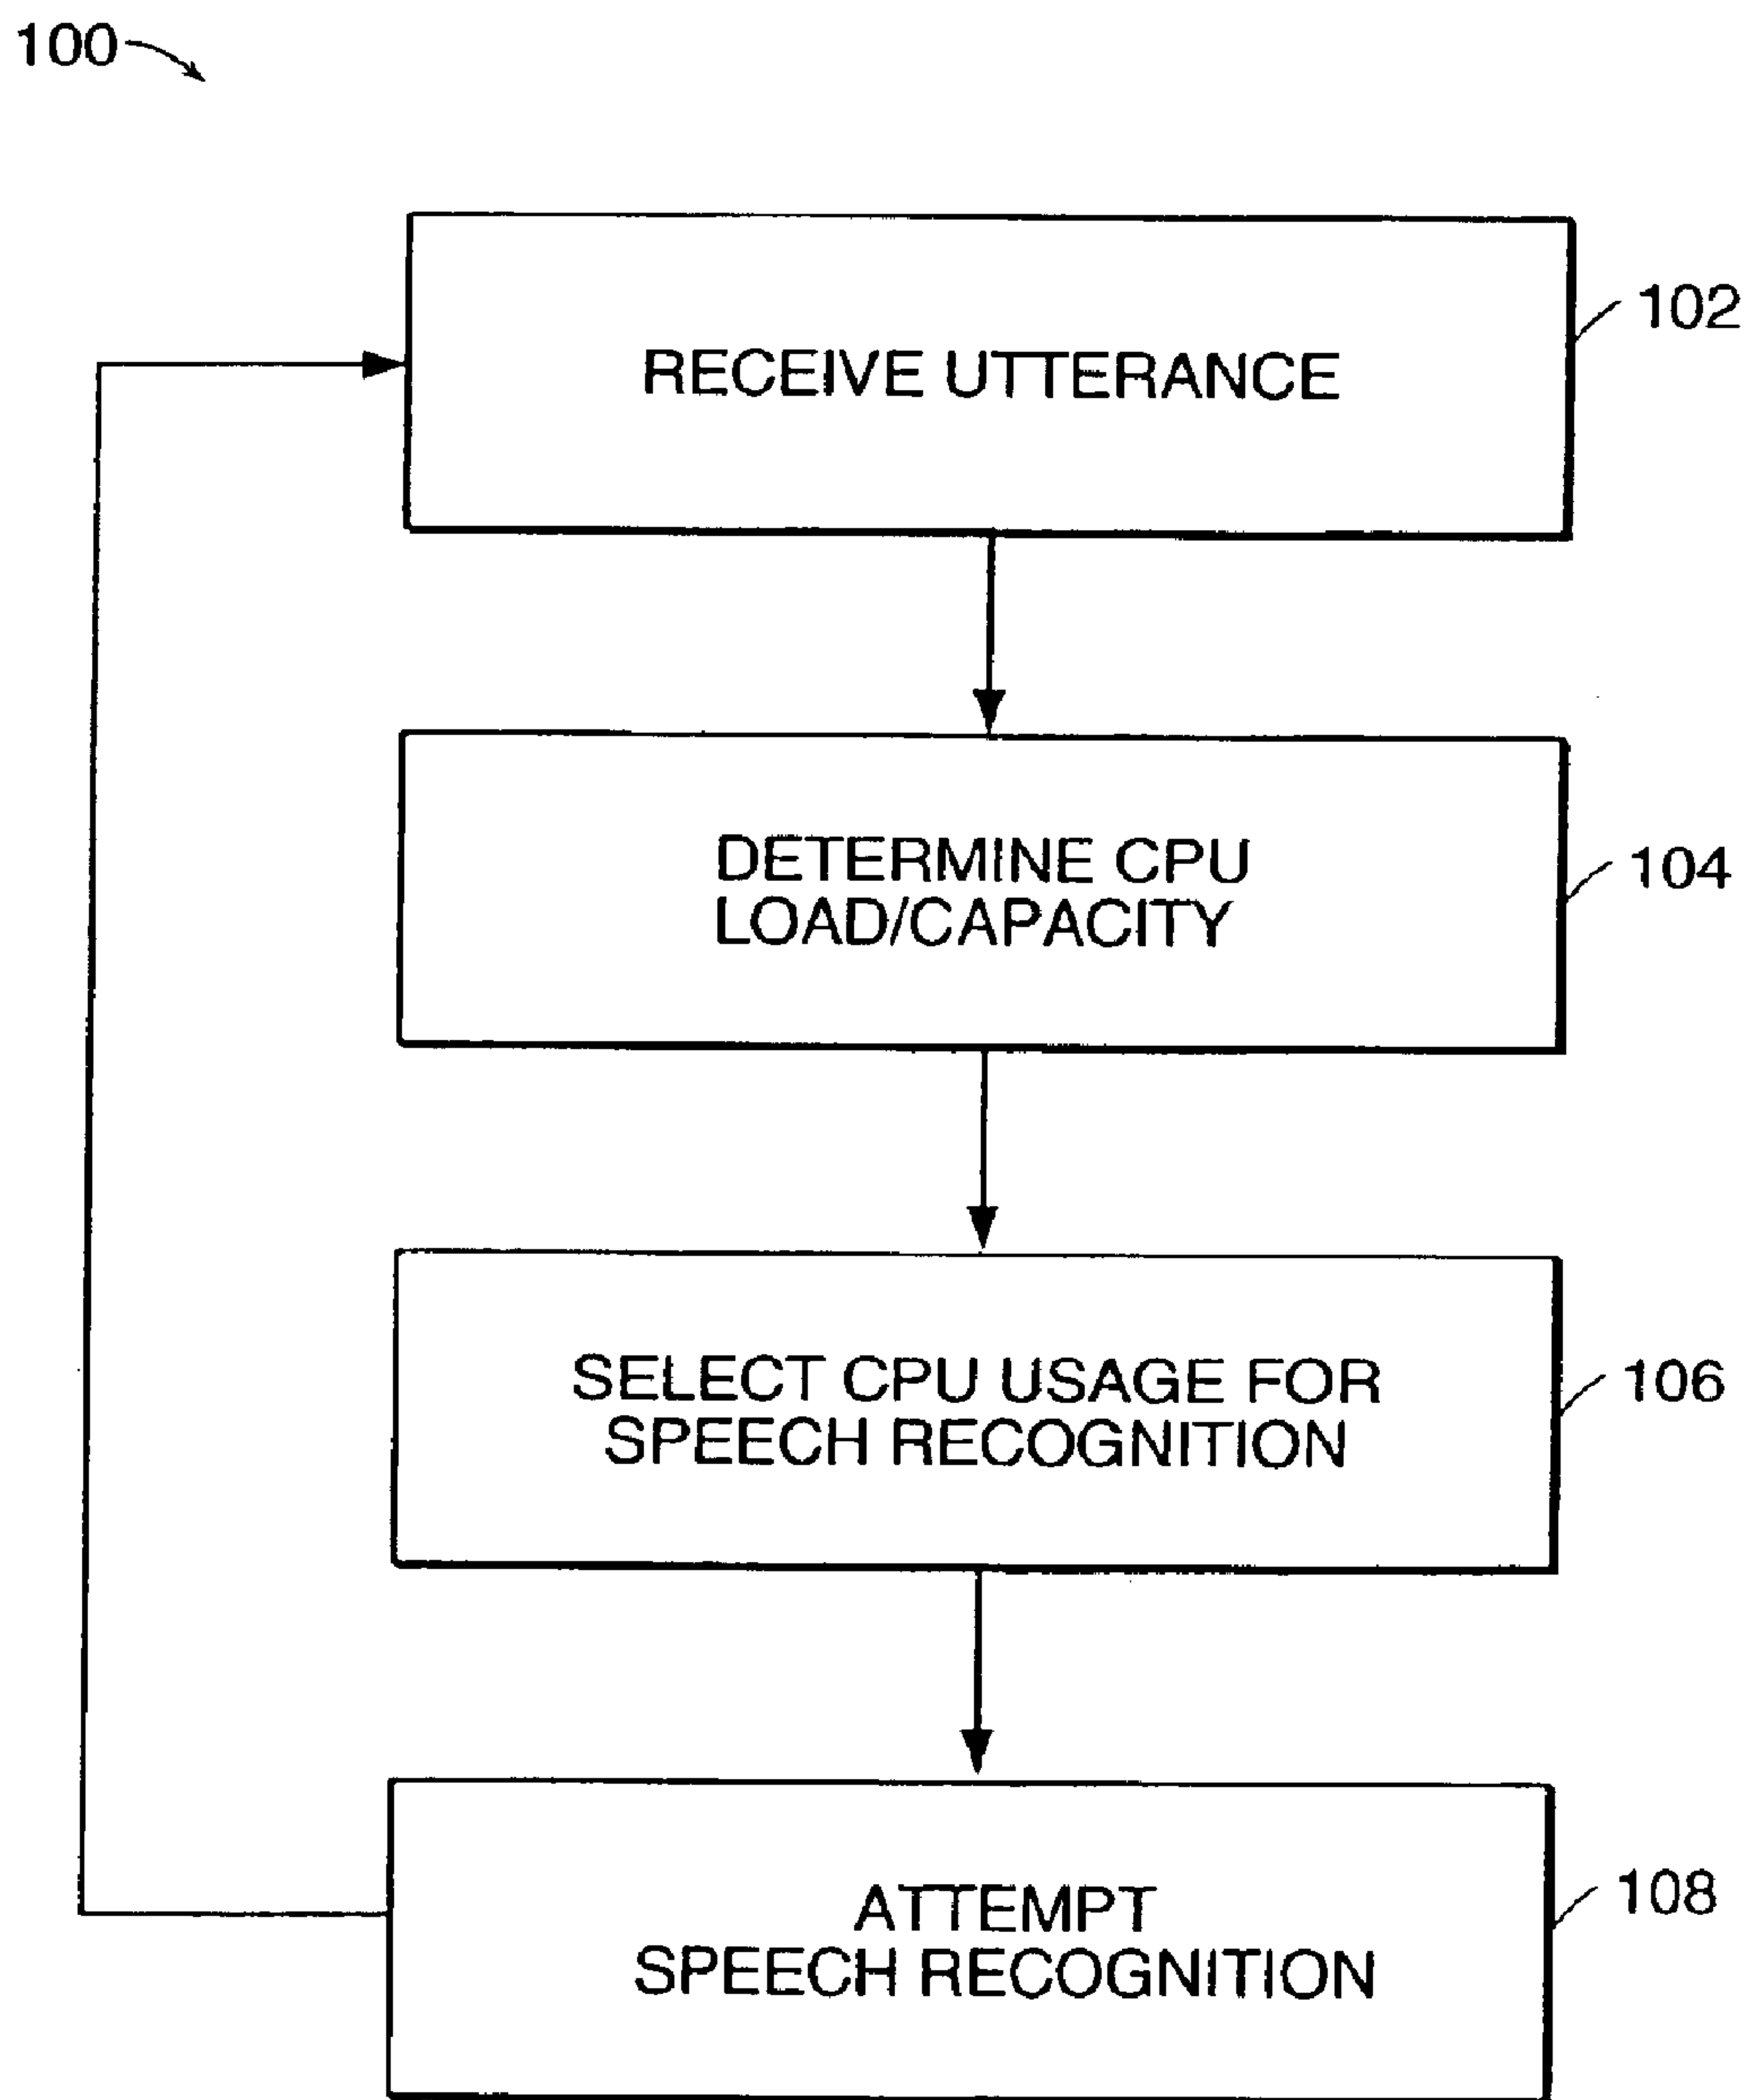 100
RECEIVE UTTERANCE
102
DETERMINE CPU
LOAD/CAPACITY
104
SELECT CPU USAGE FOR
SPEECH RECOGNITION
106
ATTEMPT
SPEECH RECOGNITION
108